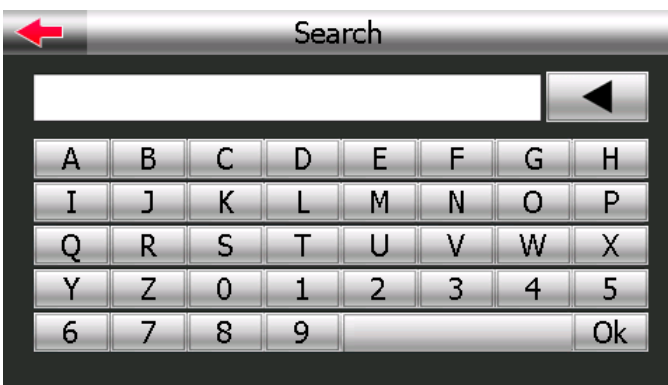 Search
A B C D E F G H
I J K L M N O P
Q R S T U V W X
Y Z 0 1 2 3 4 5
6 7 8 9 Ok